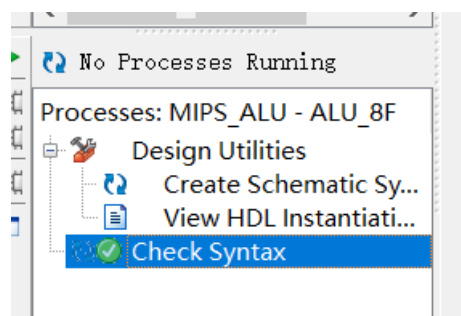 No Processes Running
Processes: MIPS_ALU - ALU_8F
Design Utilities
Create Schematic Sy...
View HDL Instantiati...
Check Syntax